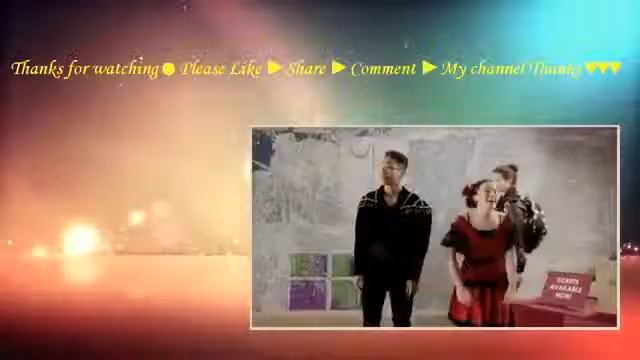 Thanks for watching● Please Like ► Share ► Comment ► My channel Thanks ♥♥♥
TICKETS
AVAILABLE
NOW!